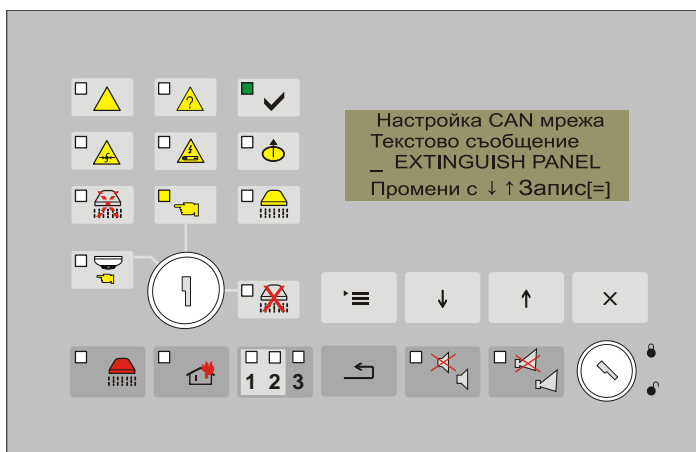 Настройка CAN мрежа
Текстово съобщение
_ EXTINGUISH PANEL
Промени с ↓ ↑ Запис[=]
?
1 2 3